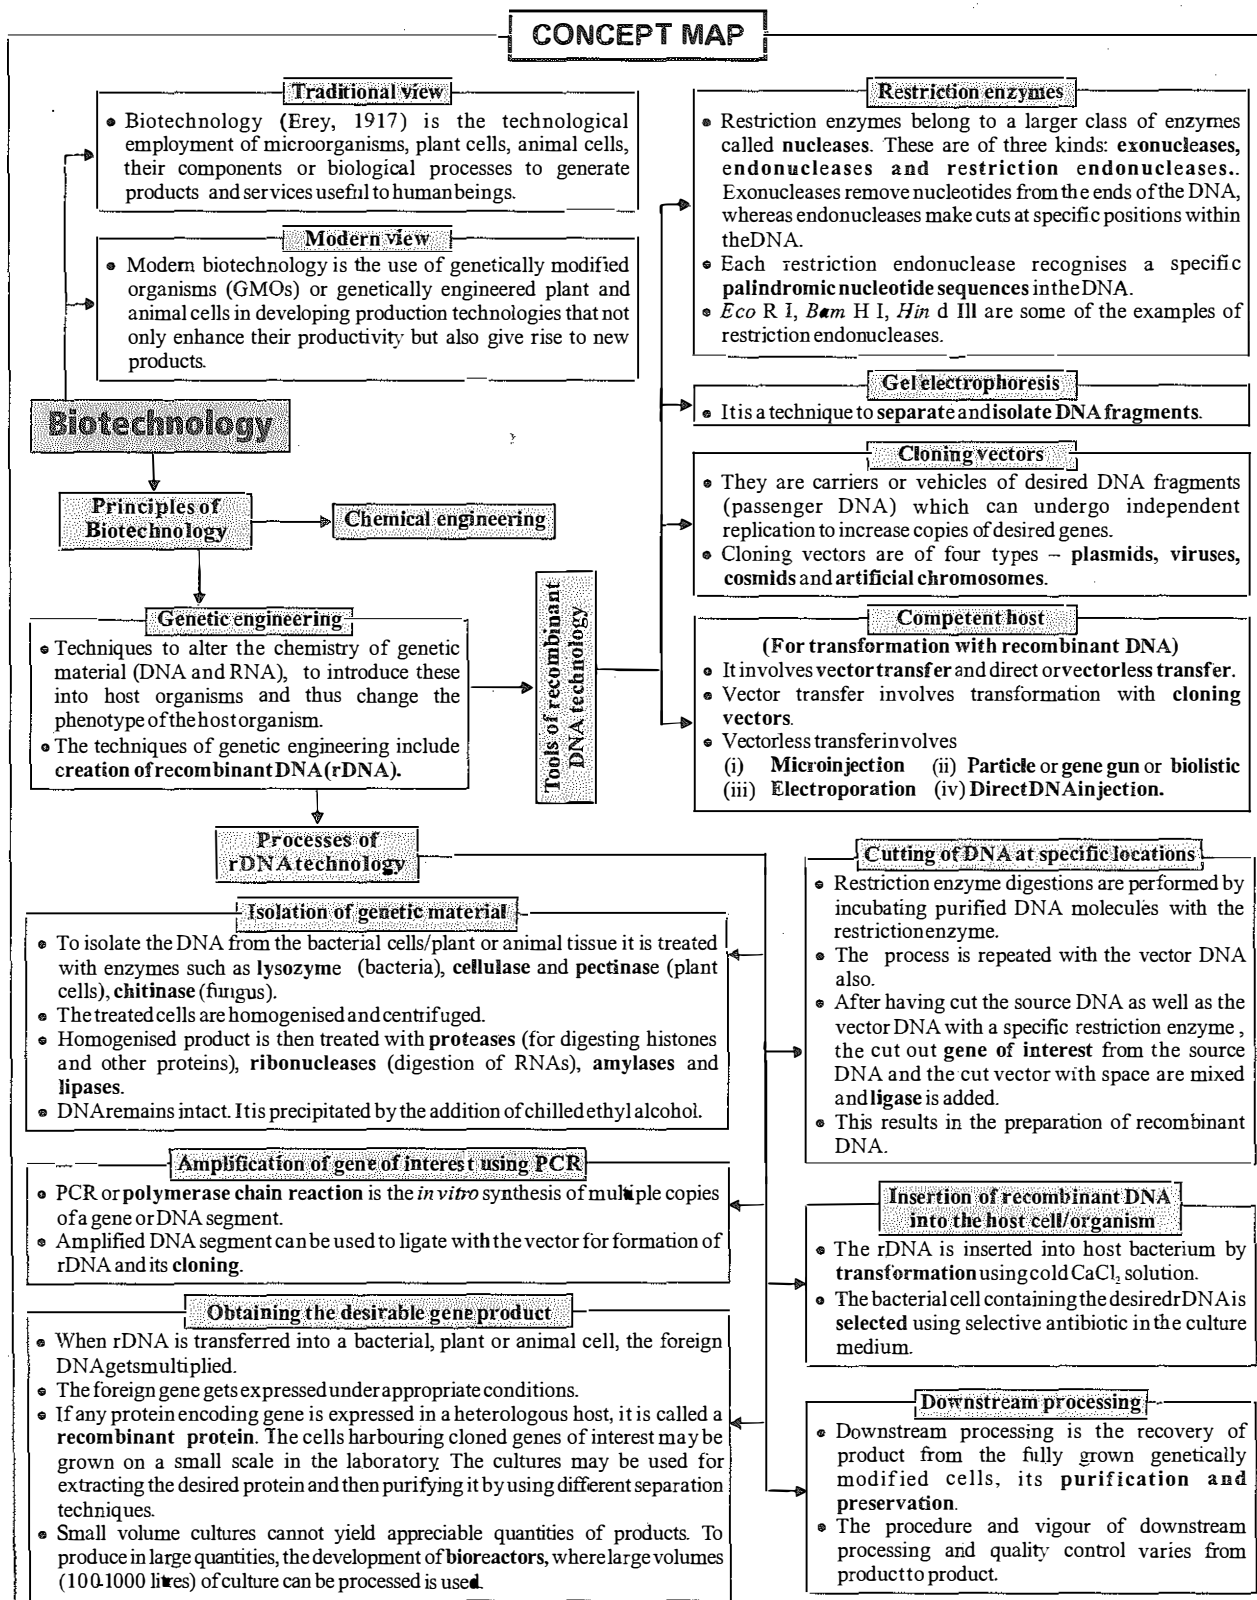 CONCEPT MAP
Traditional view
• Biotechnology (Erey, 1917) is the technological
employment of microorganisms, plant cells, animal cells,
their components or biological processes to generate
products and services useful to human beings.
Modern view
• Modern biotechnology is the use of genetically modified
organisms (GMOs) or genetically engineered plant and
animal cells in developing production technologies that not
only enhance their productivity but also give rise to new
products.
Biotechnology
Principles of
Biotechnology
Chemical engineering
Genetic engineering
• Techniques to alter the chemistry of genetic
material (DNA and RNA), to introduce these
into host organisms and thus change the
phenotype of the host organism.
• The techniques of genetic engineering include
creation of recombinant DNA (rDNA).
Tools of recombinant
DNA technology
Restriction enzymes
• Restriction enzymes belong to a larger class of enzymes
called nucleases. These are of three kinds: exonucleases,
endonucleases and restriction endonucleases..
Exonucleases remove nucleotides from the ends of the DNA,
whereas endonuclease make cuts at specific positions within
the DNA.
• Each restriction endonuclease recognises a specific
palindromic nucleotide sequences in the DNA.
• Eco R I, Bam H I, Hin d Ill are some of the examples of
restriction endonucleases.
Gel electrophoresis
• It is a technique to separate and isolate DNA fragments.
Cloning vectors
• They are carriers or vehicles of desired DNA fragments
(passenger DNA) which can undergo independent
replication to increase copies of desired genes.
• Cloning vectors are of four types – plasmids, viruses,
cosmids and artificial chromosomes.
Competent host
(For transformation with recombinant DNA)
• It involves vector transfer and direct or vectorless transfer.
• Vector transfer involves transformation with cloning
vectors.
• Vectorless transfer involves
(i) Microinjection (ii) Particle or gene gun or biolistic
(iii) Electroporation (iv) Direct DNA injection.
Processes of
rDNA technology
Isolation of genetic material
• To isolate the DNA from the bacterial cells/plant or animal tissue it is treated
with enzymes such as lysozyme (bacteria), cellulase and pectinase (plant
cells), chitinase (fungus).
• The treated cells are homogenised and centrifuged.
• Homogenised product is then treated with proteases (for digesting histones
and other proteins), ribonucleases (digestion of RNAs), amylases and
lipases.
• DNA remains intact. It is precipitated by the addition of chilled ethyl alcohol.
Amplification of gene of interest using PCR
• PCR or polymerase chain reaction is the in vitro synthesis of multiple copies
of a gene or DNA segment.
• Amplified DNA segment can be used to ligate with the vector for formation of
rDNA and its cloning.
Obtaining the desirable gene product
• When rDNA is transferred into a bacterial, plant or animal cell, the foreign
DNA gets multiplied.
• The foreign gene gets expressed under appropriate conditions.
• If any protein encoding gene is expressed in a heterologous host, it is called a
recombinant protein. The cells harbouring cloned genes of interest may be
grown on a small scale in the laboratory. The cultures may be used for
extracting the desired protein and then purifying it by using different separation
techniques.
• Small volume cultures cannot yield appreciable quantities of products. To
produce in large quantities, the development of bioreactors, where large volumes
(100-1000 litres) of culture can be processed is used.
Cutting of DNA at specific locations
• Restriction enzyme digestions are performed by
incubating purified DNA molecules with the
restriction enzyme.
• The process is repeated with the vector DNA
also.
• After having cut the source DNA as well as the
vector DNA with a specific restriction enzyme,
the cut out gene of interest from the source
DNA and the cut vector with space are mixed
and ligase is added.
• This results in the preparation of recombinant
DNA.
Insertion of recombinant DNA
into the host cell/organism
• The rDNA is inserted into host bacterium by
transformation using cold CaCl₂ solution.
• The bacterial cell containing the desired rDNA is
selected using selective antibiotic in the culture
medium.
Downstream processing
• Downstream processing is the recovery of
product from the fully grown genetically
modified cells, its purification and
preservation.
• The procedure and vigour of downstream
processing and quality control varies from
product to product.